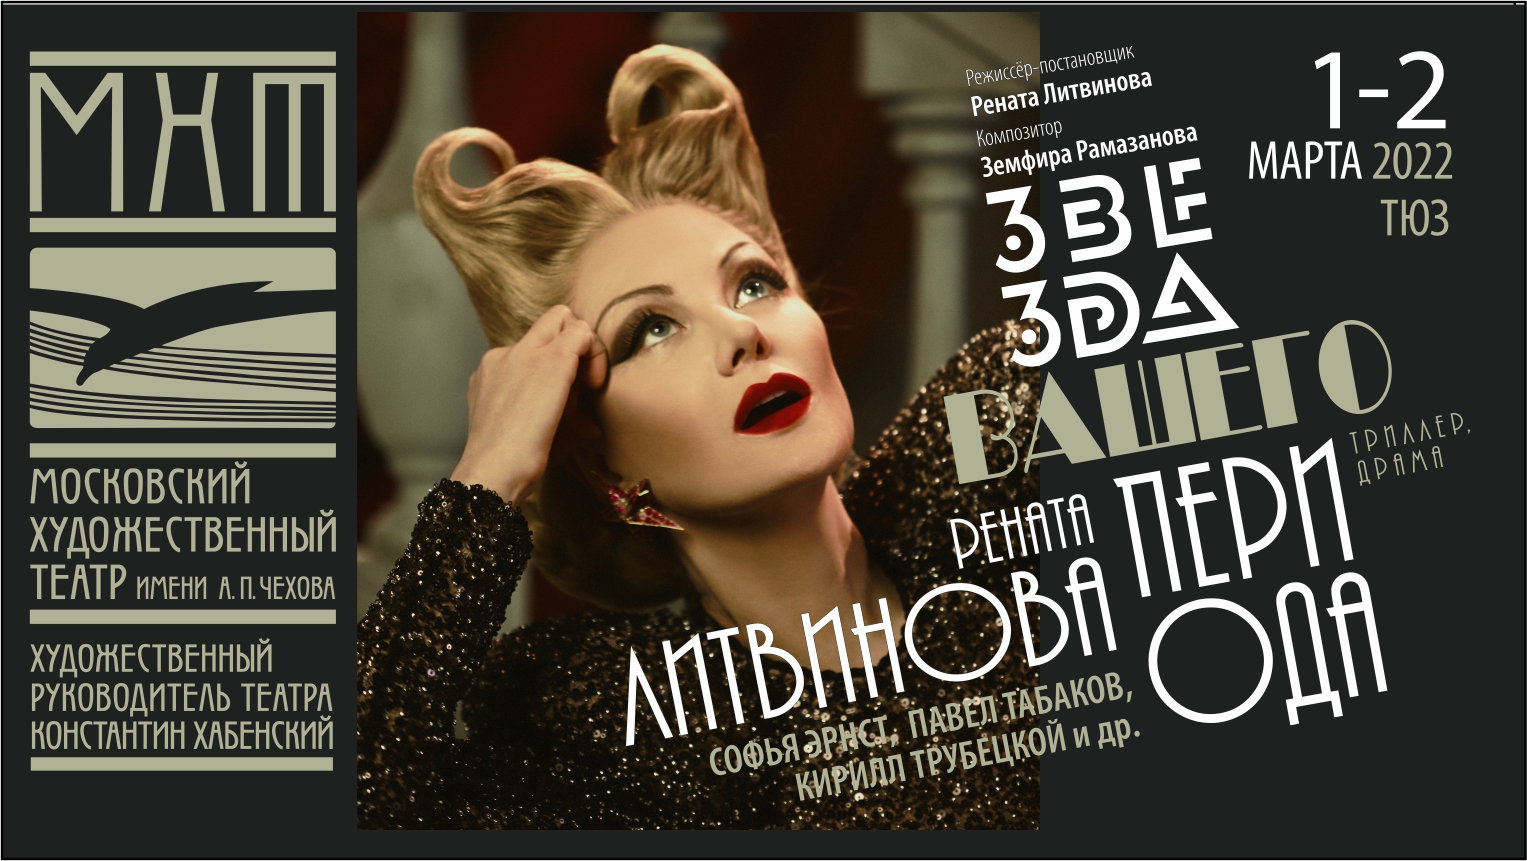 МХТ
МОСКОВСКИЙ
ХУДОЖЕСТВЕННЫЙ
ТЕАТР ИМЕНИ А.П.ЧЕХОВА
ХУДОЖЕСТВЕННЫЙ
РУКОВОДИТЕЛЬ ТЕАТРА
КОНСТАНТИН ХАБЕНСКИЙ
Режиссёр-постановщик
Рената Литвинова
Композитор
Земфира Рамазанова
1-2
МАРТА 2022
ТЮЗ
ЗВЕ
ЗДА
ВАШЕГО
ПЕРИ
ОДА
ТРИЛЛЕР,
ДРАМА
РЕНАТА
ЛИТВИНОВА
СОФЬЯ ЭРНСТ, ПАВЕЛ ТАБАКОВ,
КИРИЛЛ ТРУБЕЦКОЙ и др.